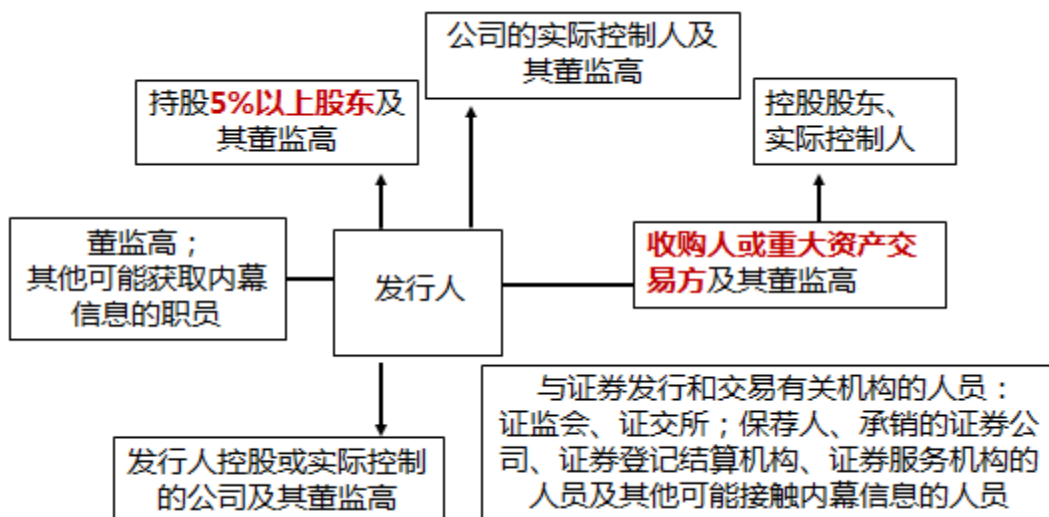 公司的实际控制人及
其董监高
持股5%以上股东及
其董监高
控股股东、
实际控制人
董监高；
其他可能获取内幕
信息的职员
发行人
收购人或重大资产交
易方及其董监高
发行人控股或实际控制
的公司及其董监高
与证券发行和交易有关机构的人员：
证监会、证交所；保荐人、承销的证券公
司、证券登记结算机构、证券服务机构的
人员及其他可能接触内幕信息的人员